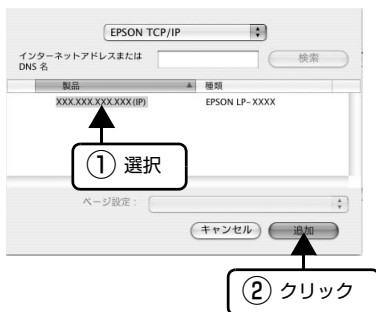 EPSON TCP/IP
インターネットアドレスまたは
DNS 名
検索
製品 種類
XXX.XXX.XXX.XXX (IP) EPSON LP-XXXX
① 選択
ページ設定：
キャンセル 追加
② クリック